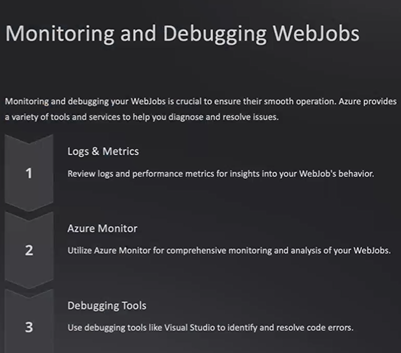 Monitoring and Debugging WebJobs
Monitoring and debugging your WebJobs is crucial to ensure their smooth operation. Azure provides
a variety of tools and services to help you diagnose and resolve issues.
1
Logs & Metrics
Review logs and performance metrics for insights into your WebJob's behavior.
2
Azure Monitor
Utilize Azure Monitor for comprehensive monitoring and analysis of your WebJobs.
3
Debugging Tools
Use debugging tools like Visual Studio to identify and resolve code errors.